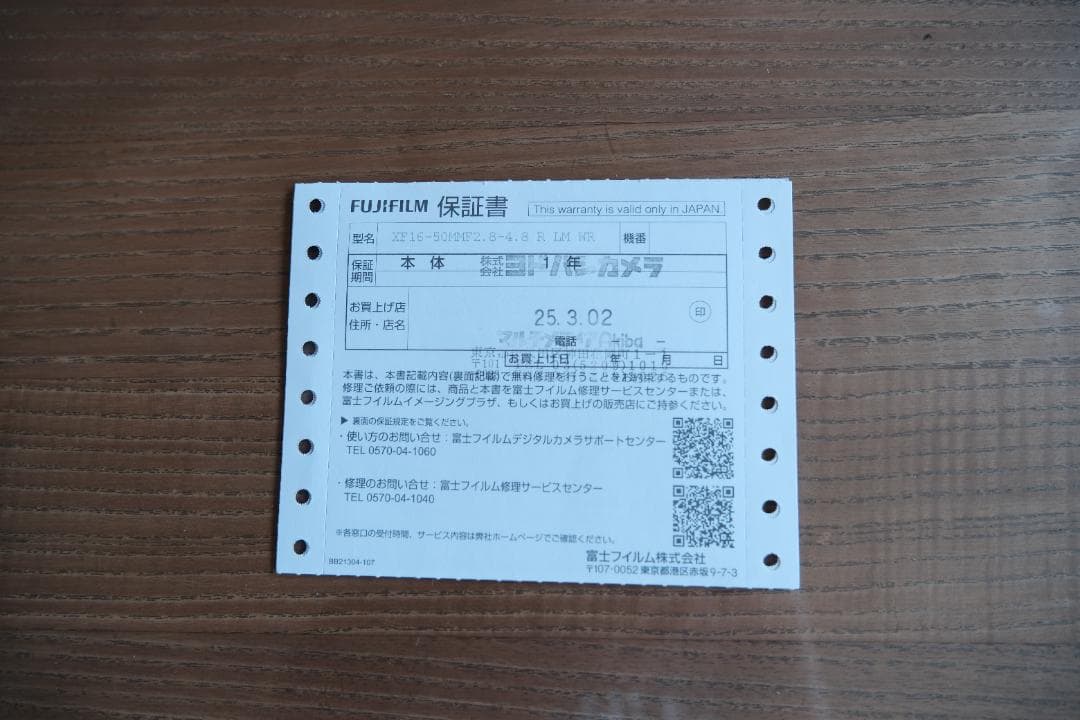 FUJIFILM 保証書 This warranty is valid only in JAPAN.
型名 XF16-50MMF2.8-4.8 R LM WR 機番
保証期間 本体 1年
株式会社 ヨドバシカメラ
お買上げ店
住所・店名
25.3.02
印
マルチメディア Akiba
電話 - -
お買上げ日 年 月 日
本書は、本書記載内容(裏面記載)で無料修理を行うことをお約束するものです。
修理ご依頼の際には、商品と本書を富士フイルム修理サービスセンターまたは、
富士フイルムイメージングプラザ、もしくはお買上げの販売店にご持参ください。
▶ 裏面の保証規定をご覧ください。
・使い方のお問い合せ:富士フイルムデジタルカメラサポートセンター
TEL 0570-04-1060
・修理のお問い合せ:富士フイルム修理サービスセンター
TEL 0570-04-1040
※各窓口の受付時間、サービス内容は弊社ホームページでご確認ください。
BB21304-107
富士フイルム株式会社
〒107-0052 東京都港区赤坂9-7-3